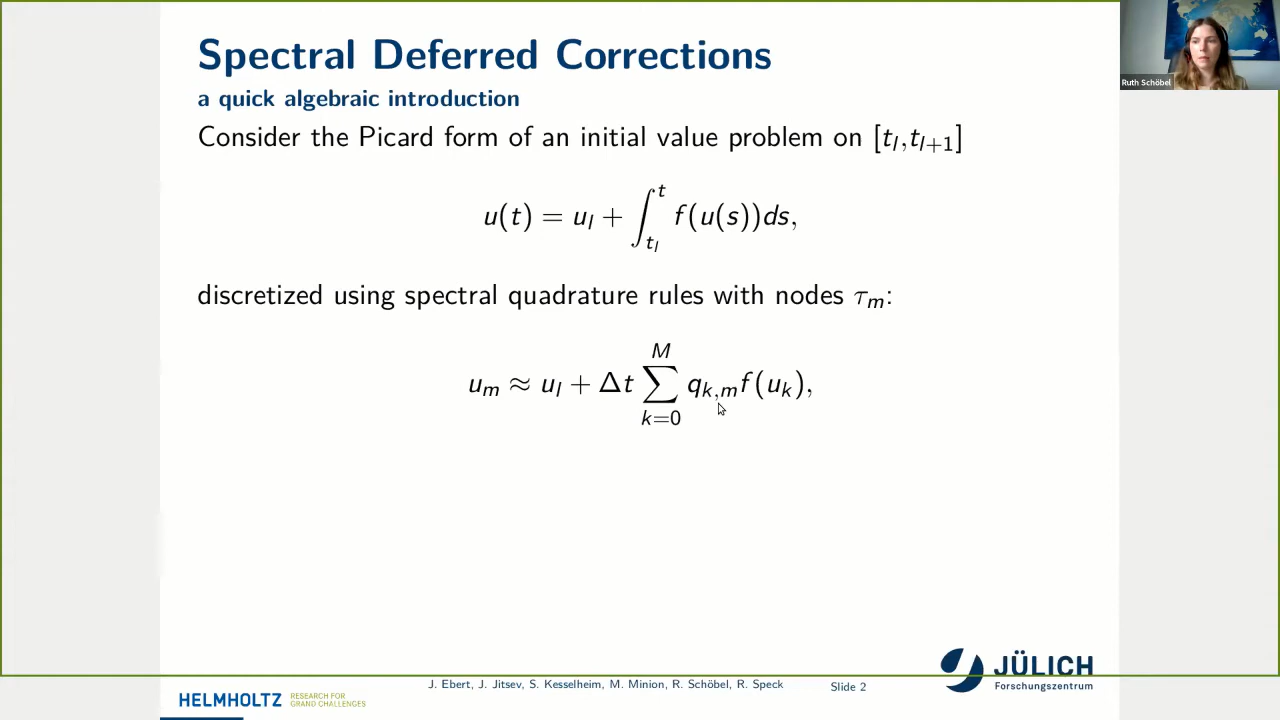 Spectral Deferred Corrections
a quick algebraic introduction
Consider the Picard form of an initial value problem on [t_l,t_{l+1}]
u(t) = u_l + ∫_{t_l}^{t} f(u(s))ds,
discretized using spectral quadrature rules with nodes τ_m:
u_m ≈ u_l + Δt ∑_{k=0}^{M} q_{k,m} f(u_k),
Ruth Schöbel
JÜLICH
Forschungszentrum
HELMHOLTZ RESEARCH FOR
GRAND CHALLENGES
J. Ebert, J. Jitsev, S. Kesselheim, M. Minion, R. Schöbel, R. Speck
Slide 2